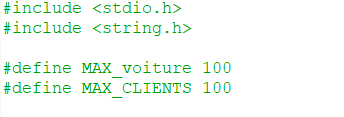 #include <stdio.h>
#include <string.h>
#define MAX_voiture 100
#define MAX_CLIENTS 100